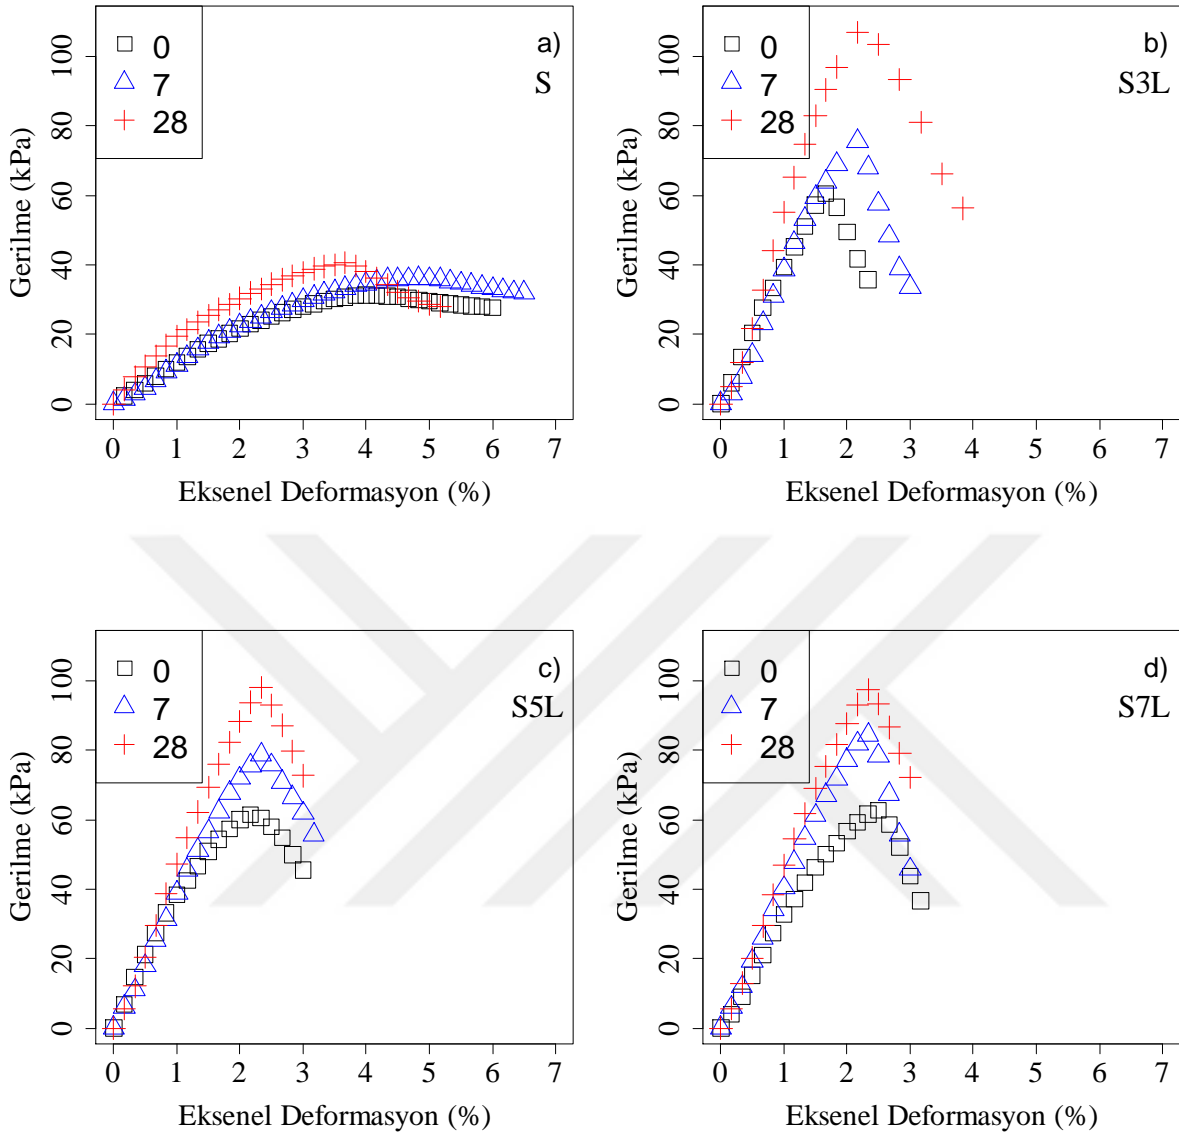 a)
S
0
7
28
Gerilme (kPa)
0 20 40 60 80 100
0 1 2 3 4 5 6 7
Eksenel Deformasyon (%)
b)
S3L
0
7
28
Gerilme (kPa)
0 20 40 60 80 100
0 1 2 3 4 5 6 7
Eksenel Deformasyon (%)
c)
S5L
0
7
28
Gerilme (kPa)
0 20 40 60 80 100
0 1 2 3 4 5 6 7
Eksenel Deformasyon (%)
d)
S7L
0
7
28
Gerilme (kPa)
0 20 40 60 80 100
0 1 2 3 4 5 6 7
Eksenel Deformasyon (%)